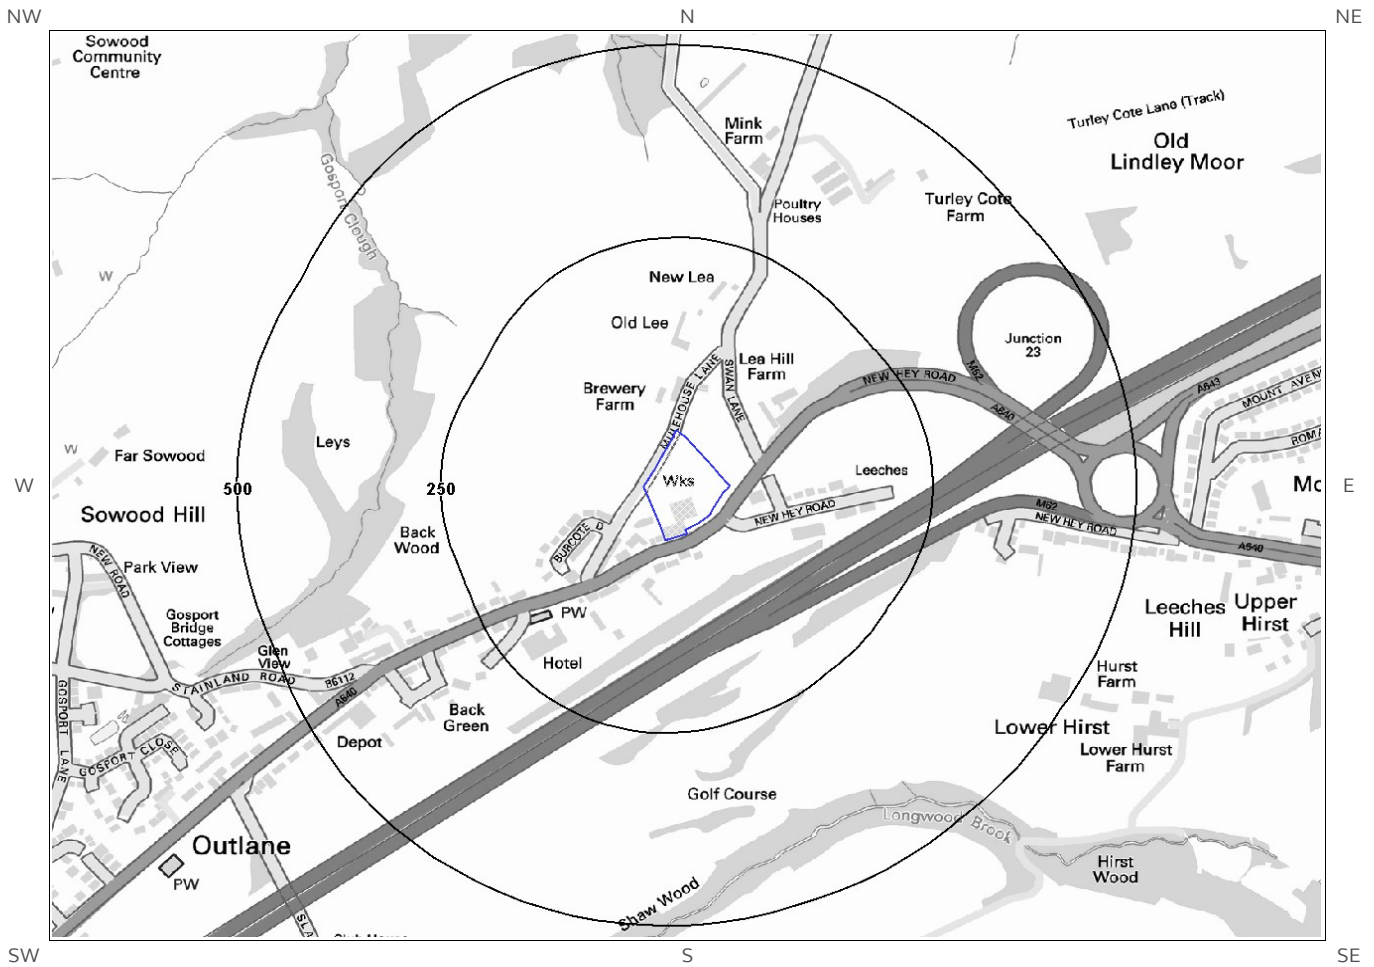 NW
N
NE
Sowood
Community
Centre
Turley Cote Lane (Track)
Mink
Farm
Old
Lindley Moor
Gosport Clough
Poultry
Houses
Turley Cote
Farm
W
New Lea
Old Lee
Junction
23
Lea Hill
Farm
M62
NEW HEY ROAD
A640
A643
MOUNT AVEN
Brewery
Farm
MULEHOUSE LANE
SWAN LANE
ROMA
W
Far Sowood
Leys
Leeches
W
500
250
Wks
Mc
E
Sowood Hill
Back
Wood
BURCOTE D
NEW HEY ROAD
M62
NEW HEY ROAD
A640
NEW ROAD
Park View
Gosport
Bridge
Cottages
PW
Leeches
Hill
Upper
Hirst
Glen
View
Hotel
STAINLAND ROAD
B6112
A640
Hurst
Farm
GOSPORT LANE
W
Back
Green
Lower Hirst
Depot
GOSPORT CLOSE
Lower Hurst
Farm
Golf Course
Longwood Brook
Outlane
PW
Hirst
Wood
Shaw Wood
SLA
SW
S
SE